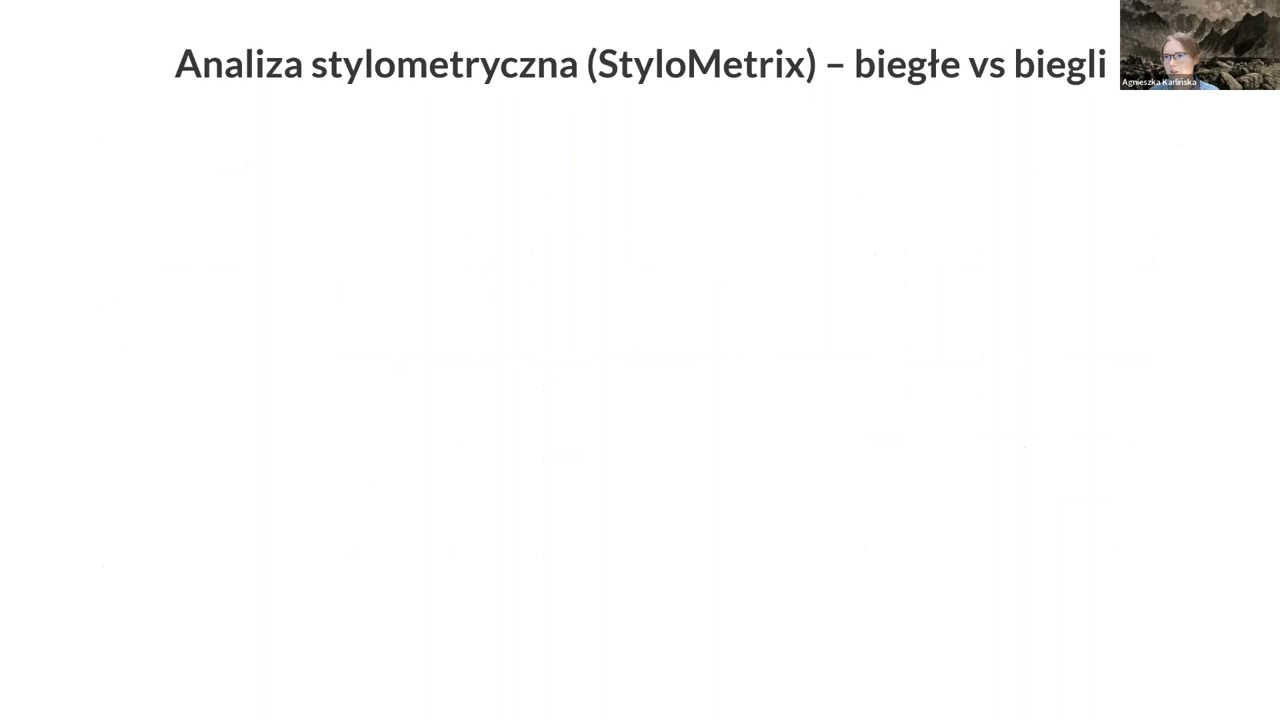 Analiza stylometryczna (StyloMetrix) – biegłe vs biegli
Agnieszka Karlińska